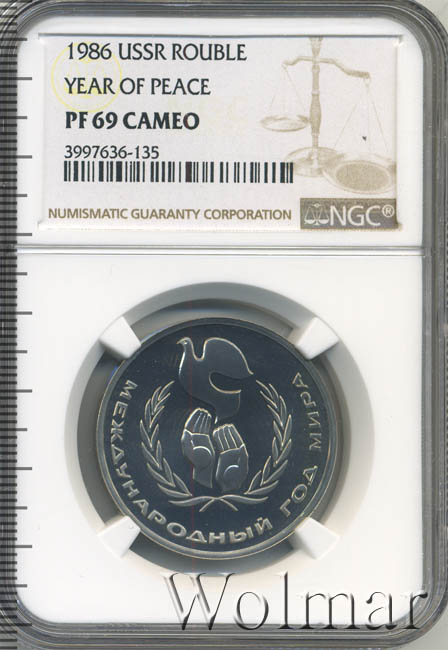 1986 USSR ROUBLE
YEAR OF PEACE
PF 69 CAMEO
3997636-135
NUMISMATIC GUARANTY CORPORATION NGC®
МЕЖДУНАРОДНЫЙ ГОД МИРА
Wolmar